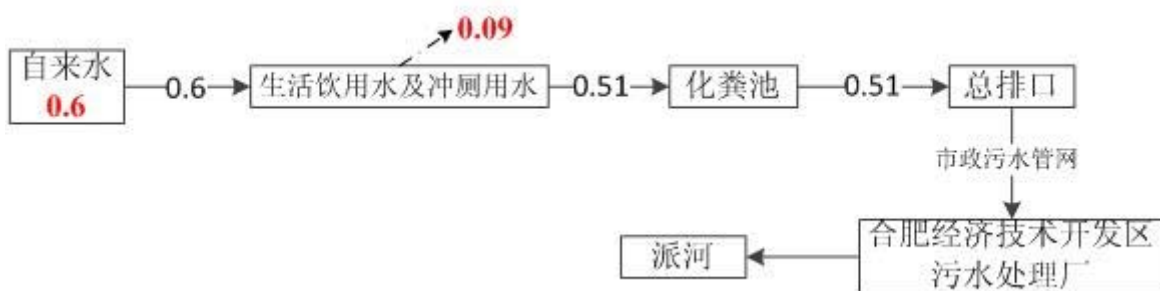 0.09
自来水
0.6
0.6
生活饮用水及冲厕用水
0.51
化粪池
0.51
总排口
市政污水管网
合肥经济技术开发区
污水处理厂
派河